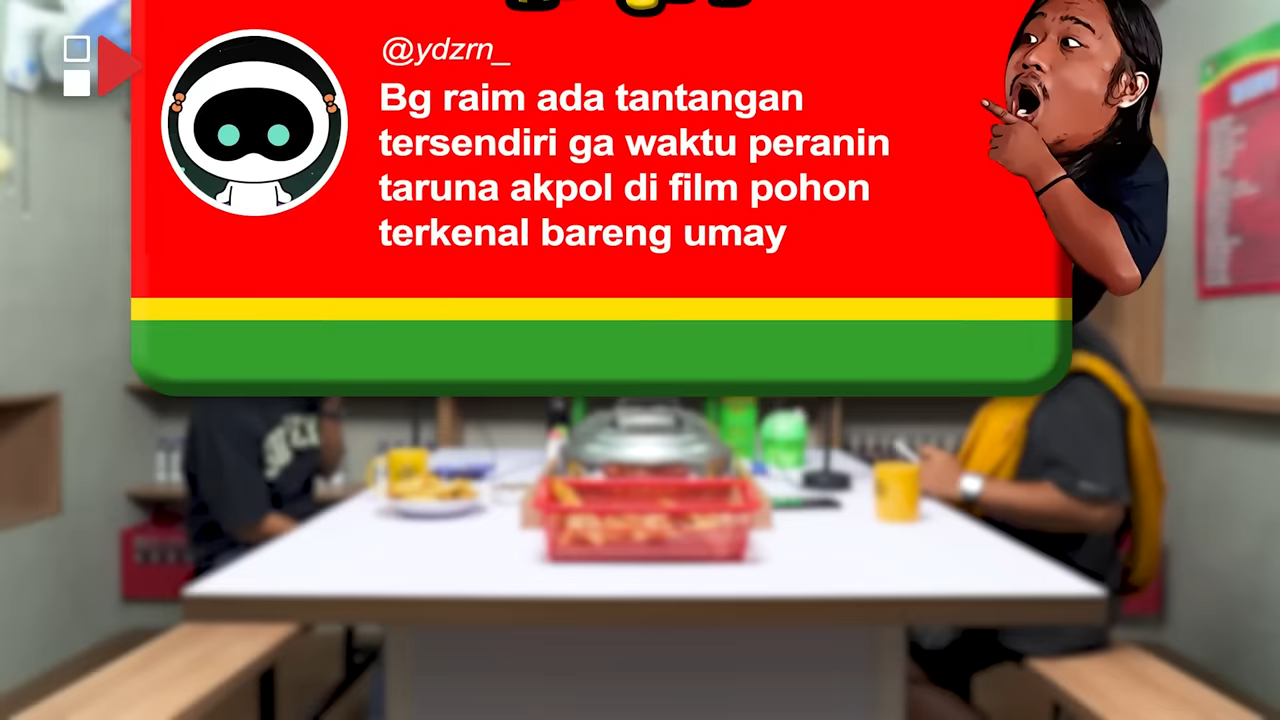 @ydzrn_
Bg raim ada tantangan
tersendiri ga waktu peranin
taruna akpol di film pohon
terkenal bareng umay